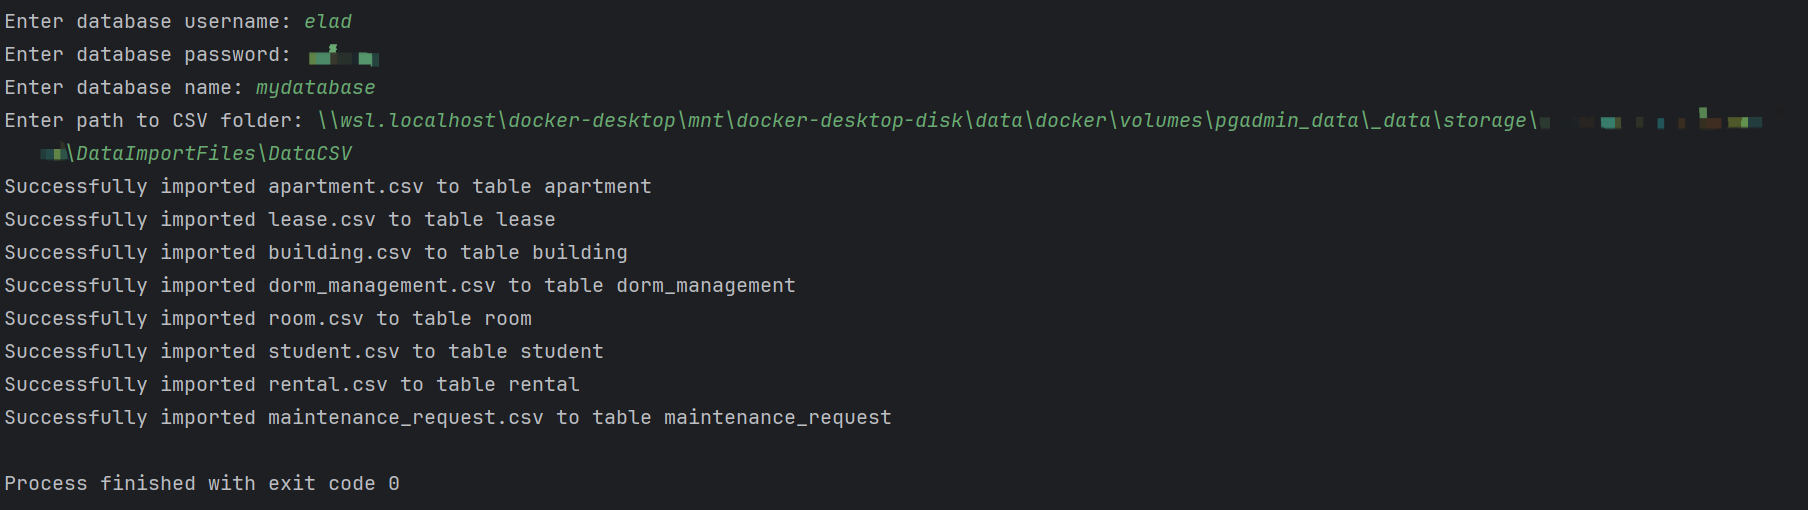 Enter database username: elad
Enter database password:
Enter database name: mydatabase
Enter path to CSV folder: \\wsl.localhost\docker-desktop\mnt\docker-desktop-disk\data\docker\volumes\pgadmin_data\_data\storage\
\DataImportFiles\DataCSV
Successfully imported apartment.csv to table apartment
Successfully imported lease.csv to table lease
Successfully imported building.csv to table building
Successfully imported dorm_management.csv to table dorm_management
Successfully imported room.csv to table room
Successfully imported student.csv to table student
Successfully imported rental.csv to table rental
Successfully imported maintenance_request.csv to table maintenance_request
Process finished with exit code 0